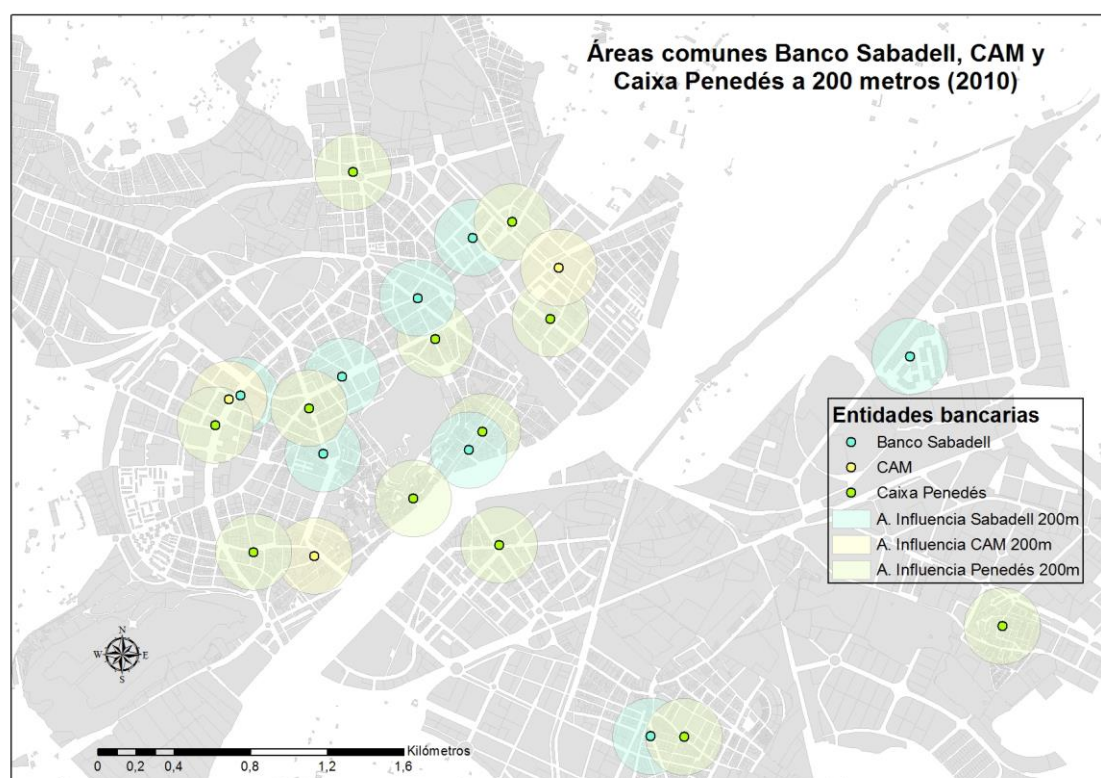 Áreas comunes Banco Sabadell, CAM y
Caixa Penedés a 200 metros (2010)
Entidades bancarias
Banco Sabadell
CAM
Caixa Penedés
A. Influencia Sabadell 200m
A. Influencia CAM 200m
A. Influencia Penedés 200m
N
W E
S
Kilómetros
0 0,2 0,4 0,8 1,2 1,6